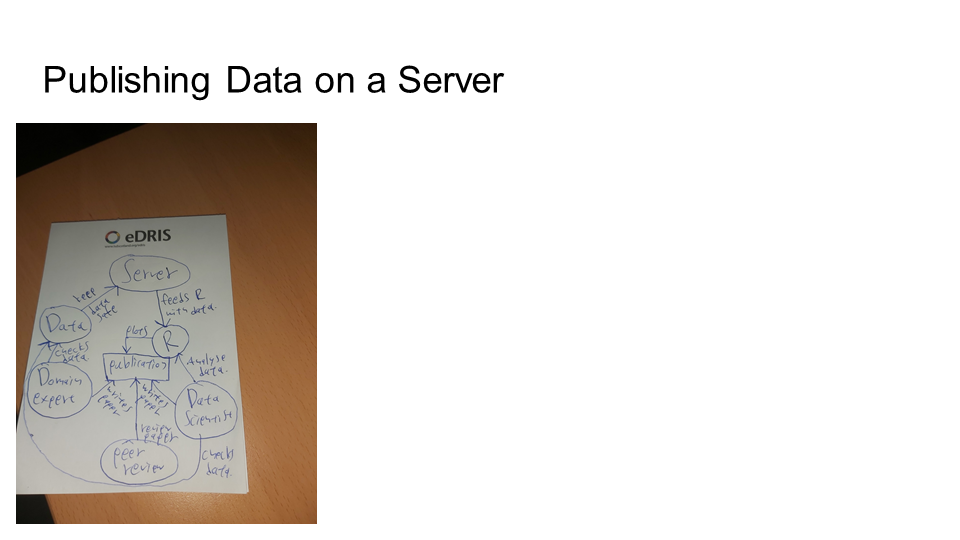 Publishing Data on a Server
eDRIS
Server
keep
data
safe
feeds R
with data.
Data
plots
R
checks
data
publication
Analyse
data.
Domain
expert
writes
paper
writes
paper
Data
Scientist
review
paper
peer
review
checks
data.